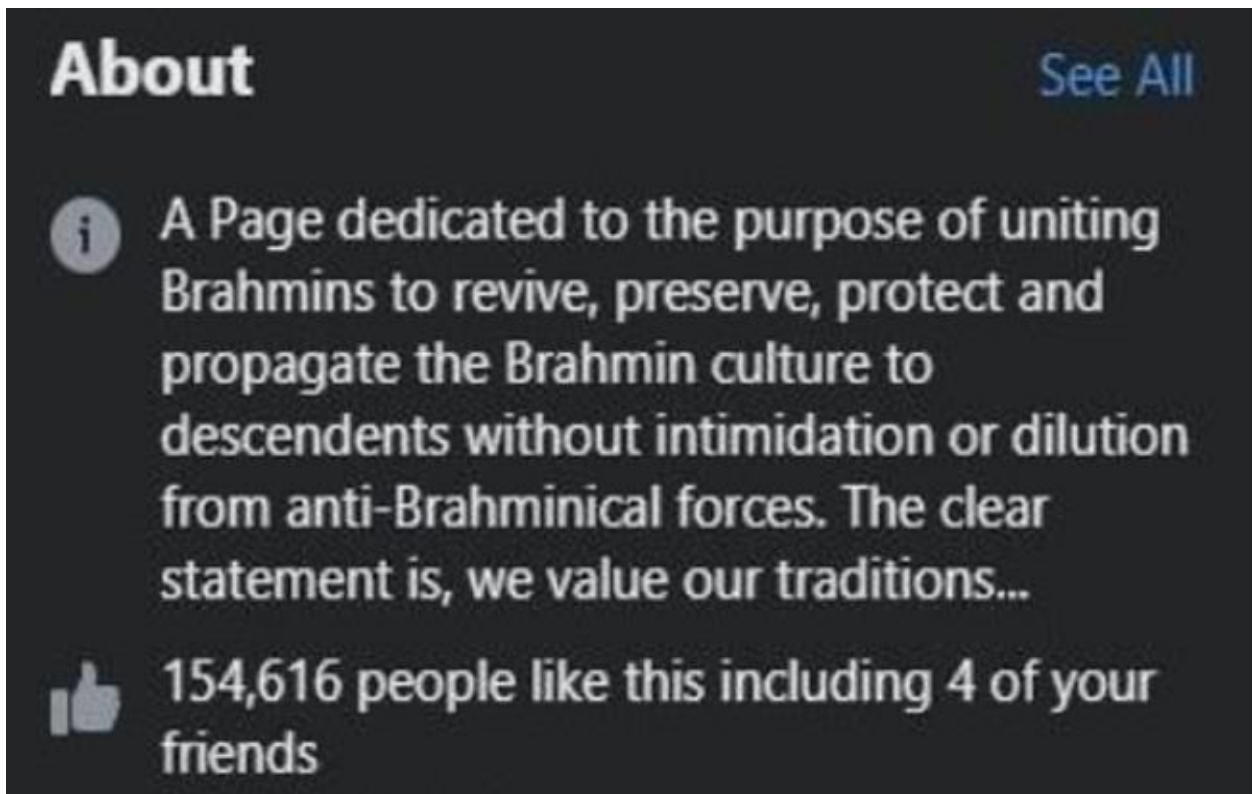 About
See All
A Page dedicated to the purpose of uniting
Brahmins to revive, preserve, protect and
propagate the Brahmin culture to
descendents without intimidation or dilution
from anti-Brahminical forces. The clear
statement is, we value our traditions...
154,616 people like this including 4 of your
friends